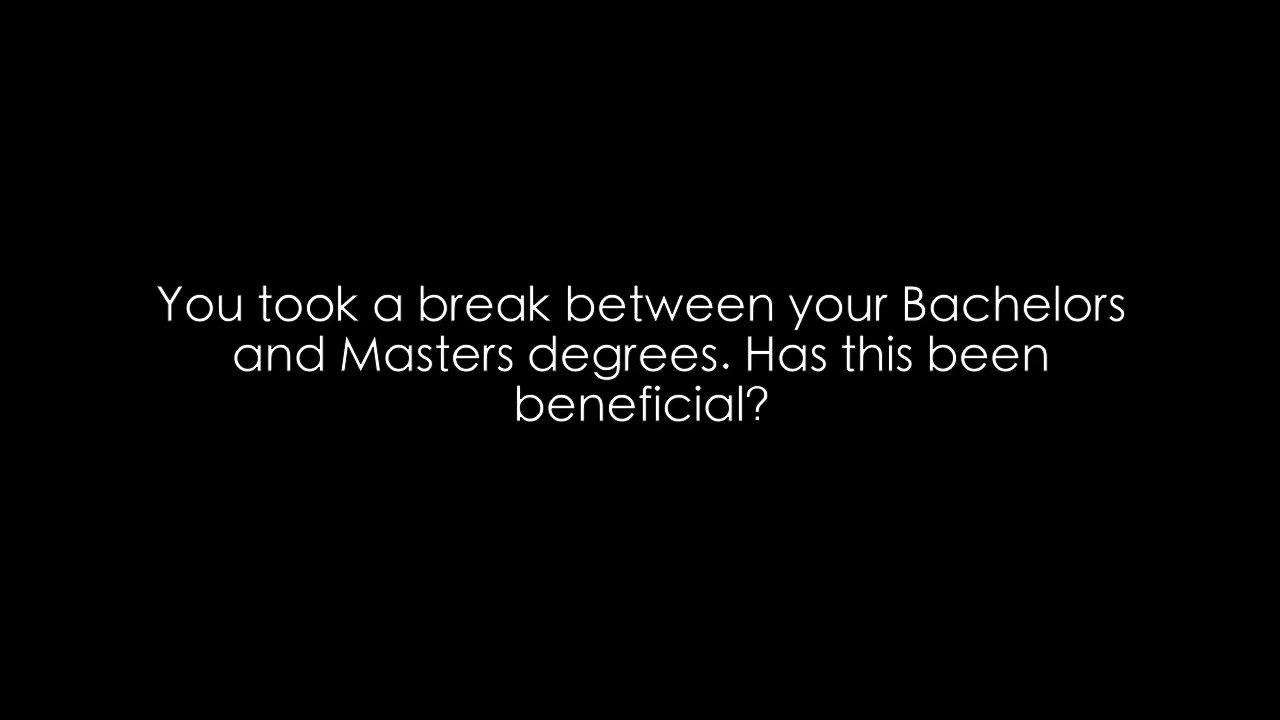 You took a break between your Bachelors
and Masters degrees. Has this been
beneficial?